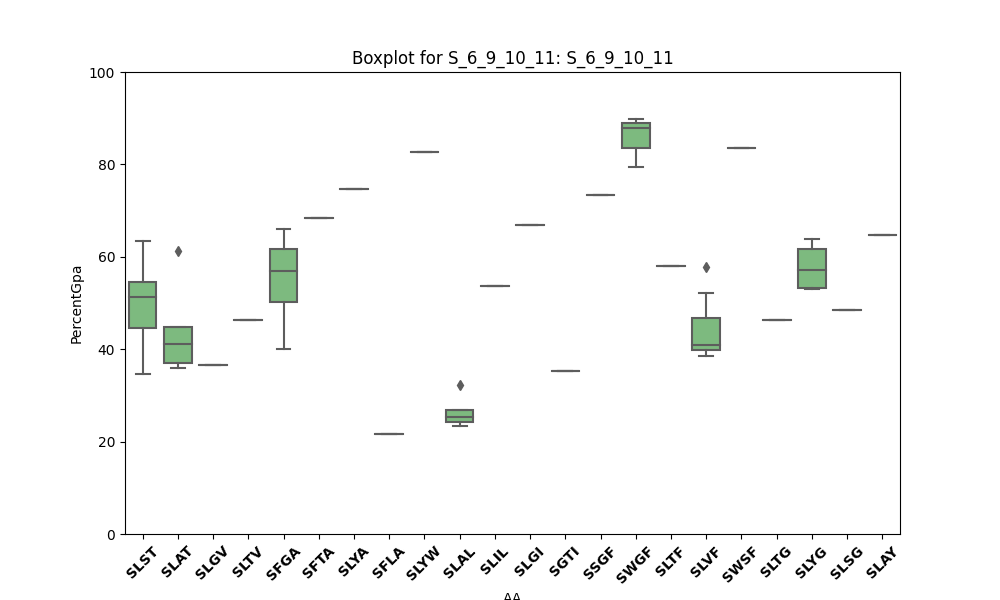 Boxplot for S_6_9_10_11: S_6_9_10_11
100
80
60
40
20
0
PercentGpa
SLST
SLAT
SLGV
SLTV
SFGA
SFTA
SLYA
SFLA
SLYW
SLAL
SLIL
SLGI
SGTI
SSGF
SWGF
SLTF
SLVF
SWSF
SLTG
SLYG
SLSG
SLAY
AA